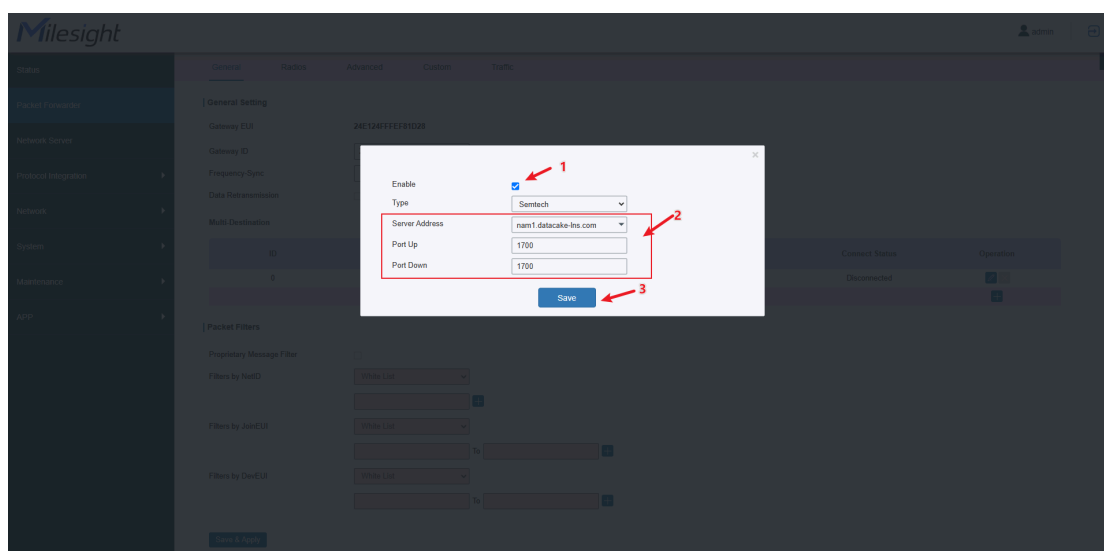 Milesight
admin
Status
General Radios Advanced Custom Traffic
Packet Forwarder
General Setting
Gateway EUI 24E124FFFEF81D26
Network Server
Gateway ID
Protocol Integration
Frequency-Sync
Data Retransmission
Network
Multi-Destination
System
ID Connect Status Operation
Maintenance
0 Disconnected
APP
Enable
1
Type Semtech
Server Address nam1.datacake-lns.com
2
Port Up 1700
Port Down 1700
Save
3
Packet Filters
Proprietary Message Filter
Filters by NetID White List
Filters by JoinEUI White List
To
Filters by DevEUI White List
To
Save & Apply